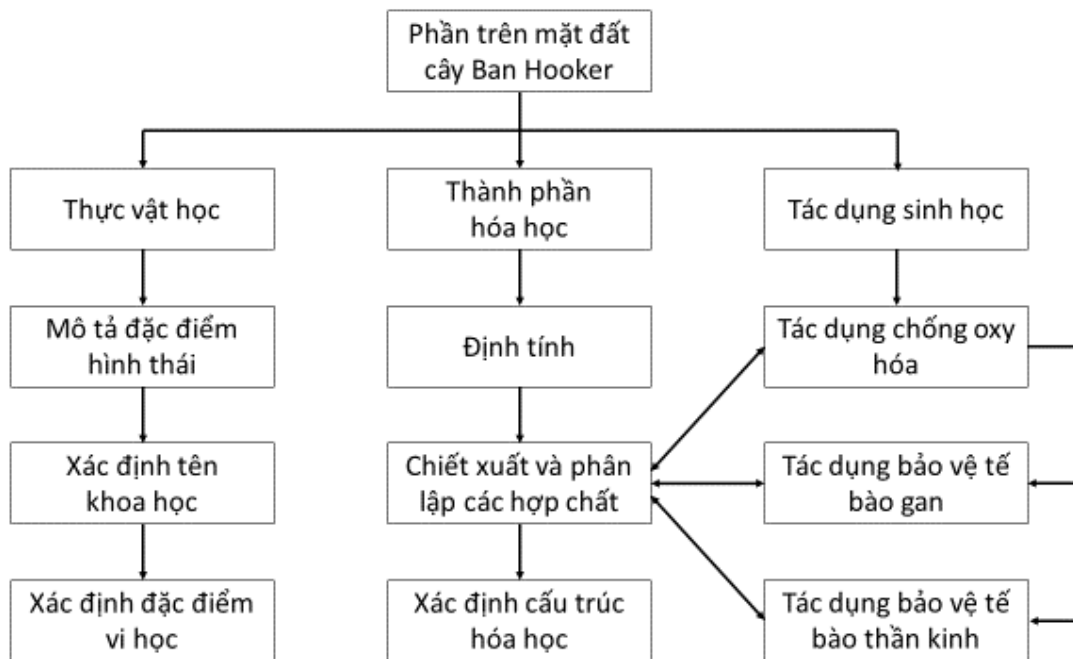 Phần trên mặt đất
cây Ban Hooker
Thực vật học
Thành phần
hóa học
Tác dụng sinh học
Mô tả đặc điểm
hình thái
Định tính
Tác dụng chống oxy
hóa
Xác định tên
khoa học
Chiết xuất và phân
lập các hợp chất
Tác dụng bảo vệ tế
bào gan
Xác định đặc điểm
vi học
Xác định cấu trúc
hóa học
Tác dụng bảo vệ tế
bào thần kinh